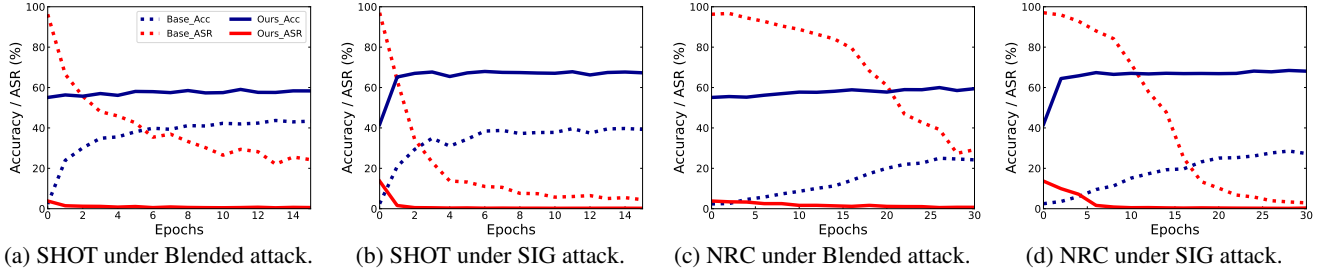 Accuracy / ASR (%)
100
80
60
40
20
0
Base_Acc
Base_ASR
Ours_Acc
Ours_ASR
0 2 4 6 8 10 12 14
Epochs
(a) SHOT under Blended attack.
Accuracy / ASR (%)
100
80
60
40
20
0
0 2 4 6 8 10 12 14
Epochs
(b) SHOT under SIG attack.
Accuracy / ASR (%)
100
80
60
40
20
0
0 5 10 15 20 25 30
Epochs
(c) NRC under Blended attack.
Accuracy / ASR (%)
100
80
60
40
20
0
0 5 10 15 20 25 30
Epochs
(d) NRC under SIG attack.